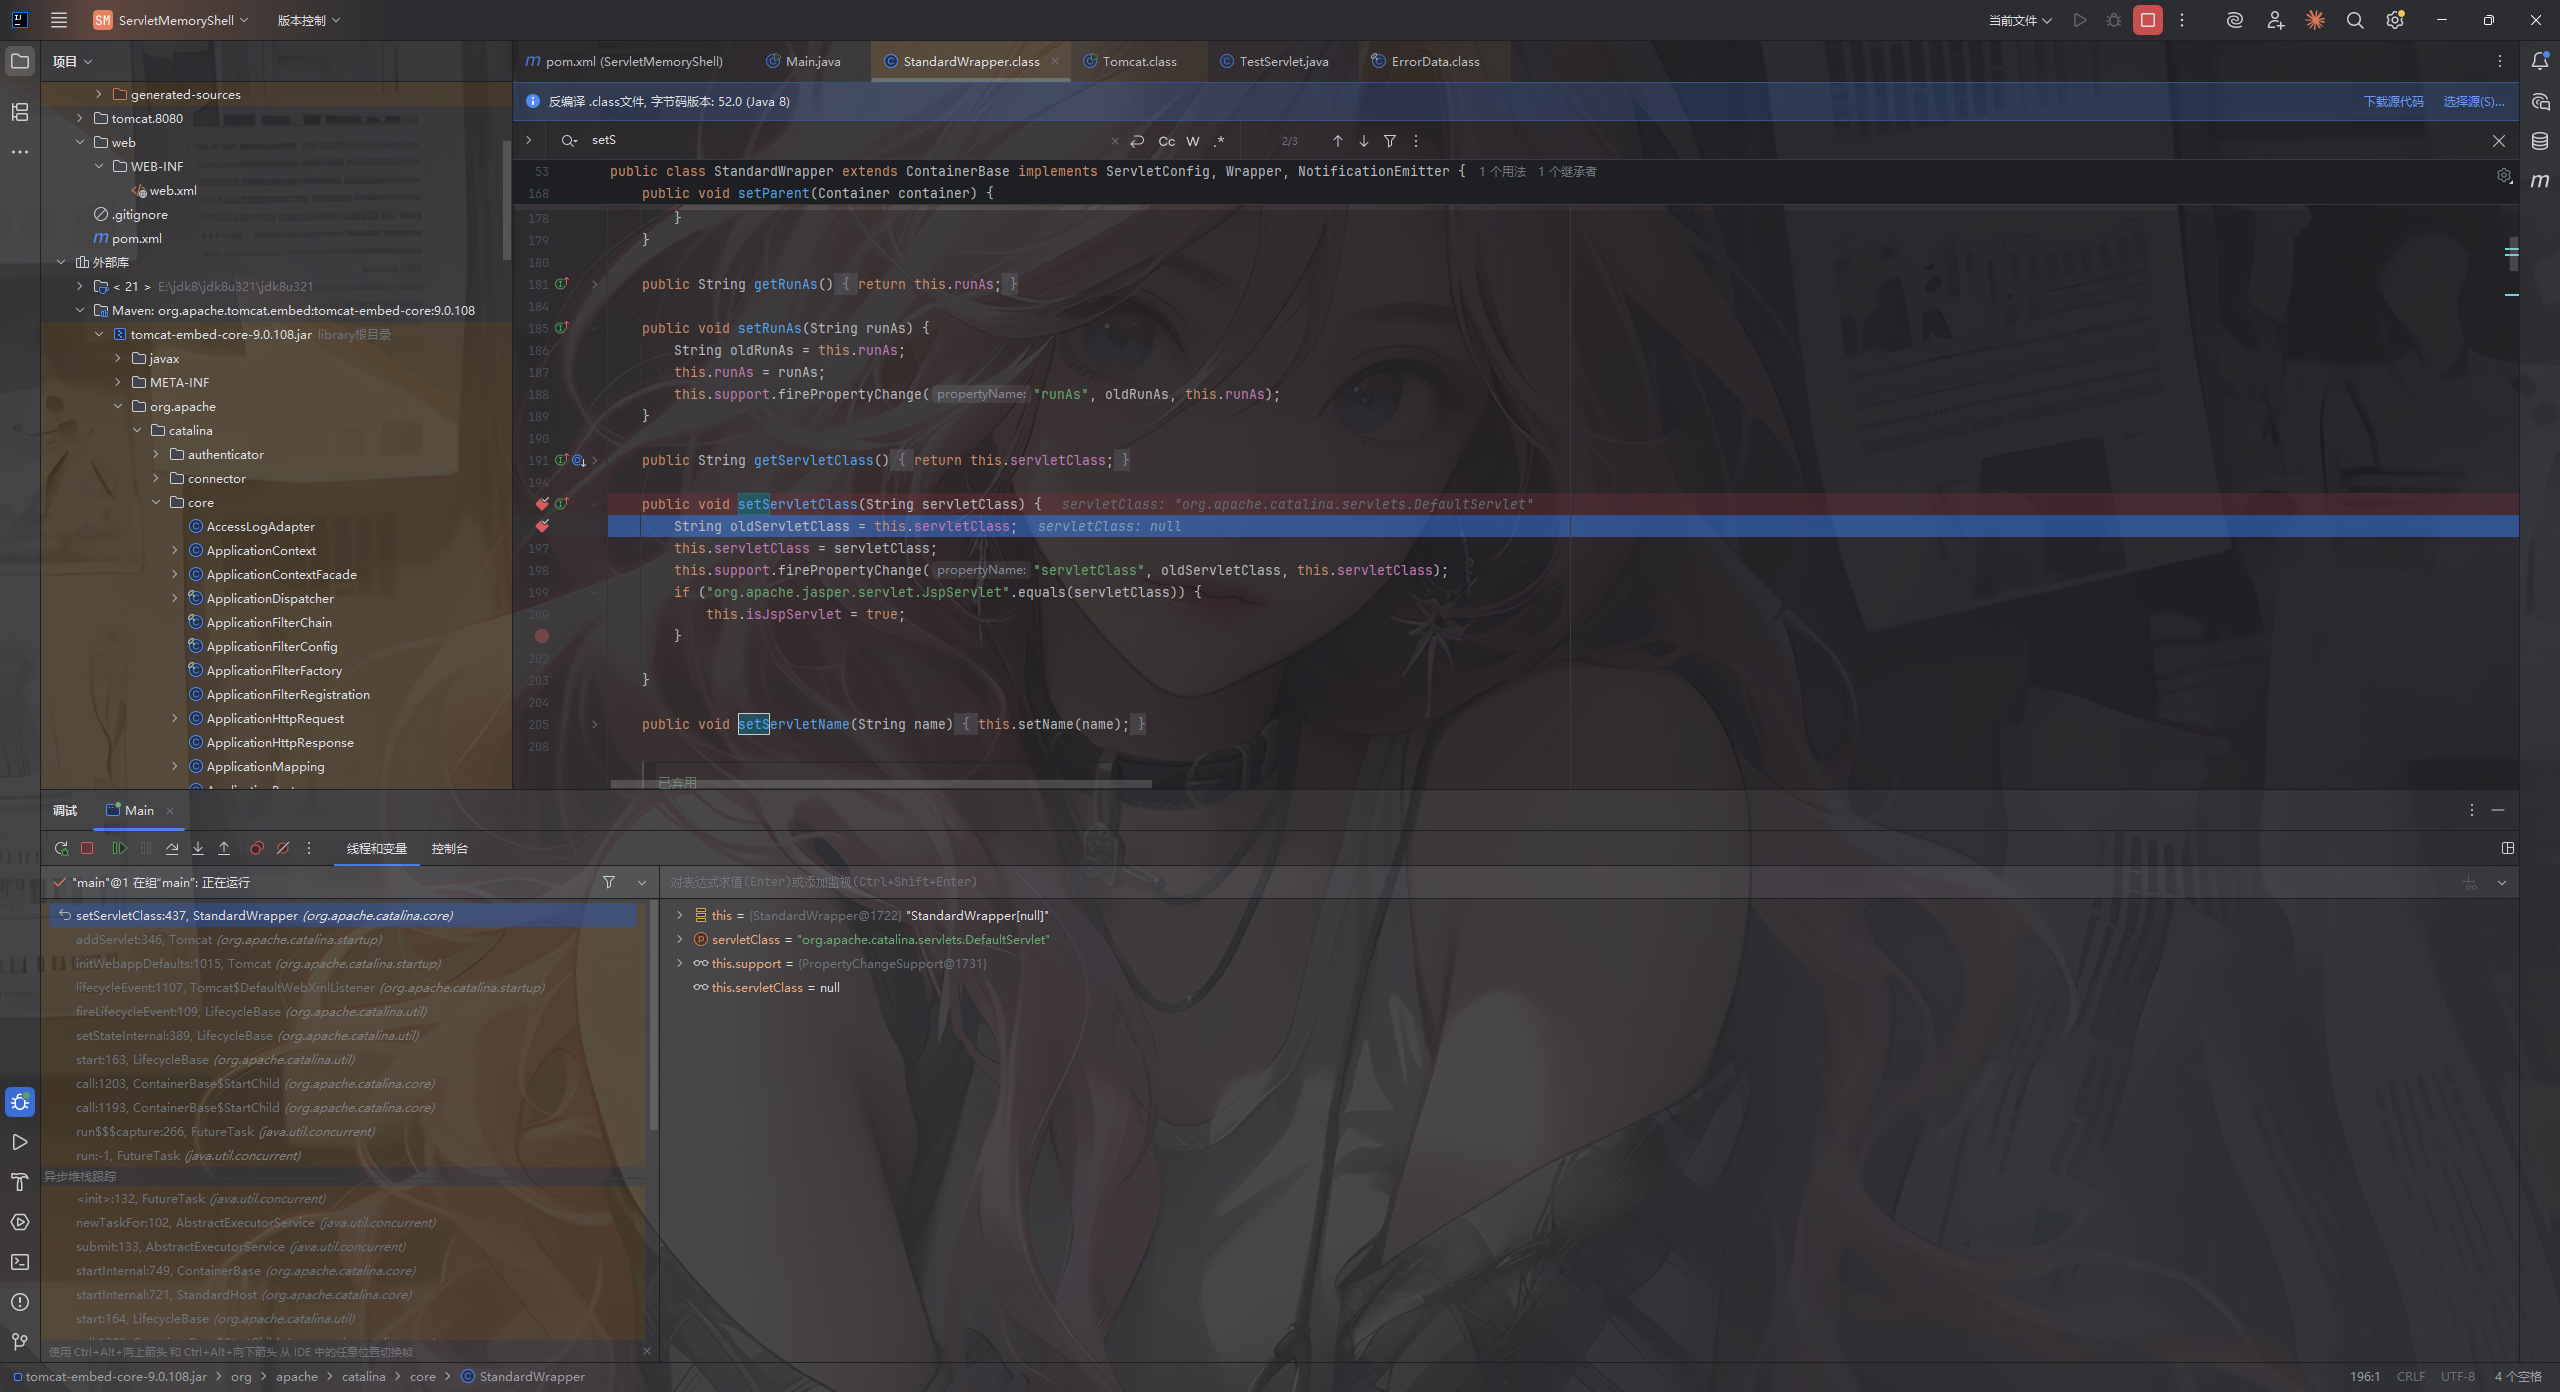 SM ServletMemoryShell 版本控制 当前文件
项目
generated-sources
tomcat.8080
web
WEB-INF
web.xml
.gitignore
pom.xml
外部库
< 21 > E:\jdk8\jdk8u321\jdk8u321
Maven: org.apache.tomcat.embed:tomcat-embed-core:9.0.108
tomcat-embed-core-9.0.108.jar library根目录
javax
META-INF
org.apache
catalina
authenticator
connector
core
AccessLogAdapter
ApplicationContext
ApplicationContextFacade
ApplicationDispatcher
ApplicationFilterChain
ApplicationFilterConfig
ApplicationFilterFactory
ApplicationFilterRegistration
ApplicationHttpRequest
ApplicationHttpResponse
ApplicationMapping
pom.xml (ServletMemoryShell) Main.java StandardWrapper.class Tomcat.class TestServlet.java ErrorData.class
反编译 .class文件, 字节码版本: 52.0 (Java 8) 下载源代码 选择源(S)...
setS Cc W .* 2/3
53 public class StandardWrapper extends ContainerBase implements ServletConfig, Wrapper, NotificationEmitter { 1 个用法 1 个继承者
168 public void setParent(Container container) {
178 }
179 }
180
181 public String getRunAs() { return this.runAs; }
184
185 public void setRunAs(String runAs) {
186 String oldRunAs = this.runAs;
187 this.runAs = runAs;
188 this.support.firePropertyChange( propertyName: "runAs", oldRunAs, this.runAs);
189 }
190
191 public String getServletClass() { return this.servletClass; }
194
public void setServletClass(String servletClass) { servletClass: "org.apache.catalina.servlets.DefaultServlet"
String oldServletClass = this.servletClass; servletClass: null
197 this.servletClass = servletClass;
198 this.support.firePropertyChange( propertyName: "servletClass", oldServletClass, this.servletClass);
199 if ("org.apache.jasper.servlet.JspServlet".equals(servletClass)) {
200 this.isJspServlet = true;
}
202
203 }
204
205 public void setServletName(String name) { this.setName(name); }
208
已弃用
调试 Main
线程和变量 控制台
"main"@1 在组"main": 正在运行
setServletClass:437, StandardWrapper (org.apache.catalina.core)
addServlet:346, Tomcat (org.apache.catalina.startup)
initWebappDefaults:1015, Tomcat (org.apache.catalina.startup)
lifecycleEvent:1107, Tomcat$DefaultWebXmlListener (org.apache.catalina.startup)
fireLifecycleEvent:109, LifecycleBase (org.apache.catalina.util)
setStateInternal:389, LifecycleBase (org.apache.catalina.util)
start:163, LifecycleBase (org.apache.catalina.util)
call:1203, ContainerBase$StartChild (org.apache.catalina.core)
call:1193, ContainerBase$StartChild (org.apache.catalina.core)
run$$$capture:266, FutureTask (java.util.concurrent)
run:-1, FutureTask (java.util.concurrent)
异步堆栈跟踪
<init>:132, FutureTask (java.util.concurrent)
newTaskFor:102, AbstractExecutorService (java.util.concurrent)
submit:133, AbstractExecutorService (java.util.concurrent)
startInternal:749, ContainerBase (org.apache.catalina.core)
startInternal:721, StandardHost (org.apache.catalina.core)
start:164, LifecycleBase (org.apache.catalina.util)
使用 Ctrl+Alt+向上箭头 和 Ctrl+Alt+向下箭头 从 IDE 中的任意位置切换帧
对表达式求值(Enter)或添加监视(Ctrl+Shift+Enter)
this = {StandardWrapper@1722} "StandardWrapper[null]"
servletClass = "org.apache.catalina.servlets.DefaultServlet"
this.support = {PropertyChangeSupport@1731}
this.servletClass = null
tomcat-embed-core-9.0.108.jar > org > apache > catalina > core > StandardWrapper
196:1 CRLF UTF-8 4 个空格